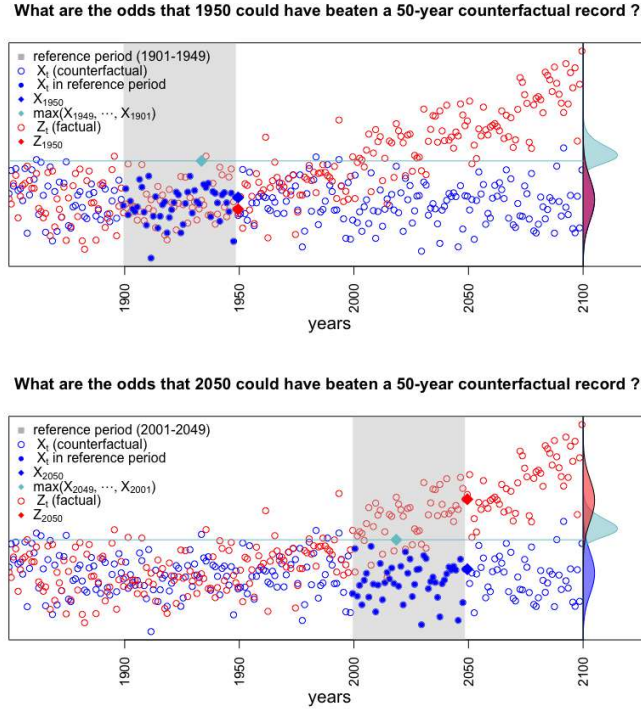 What are the odds that 1950 could have beaten a 50-year counterfactual record ?
reference period (1901-1949)
Xt (counterfactual)
Xt in reference period
X1950
max(X1949, ⋯, X1901)
Zt (factual)
Z1950
1900 1950 2000 2050 2100
years
What are the odds that 2050 could have beaten a 50-year counterfactual record ?
reference period (2001-2049)
Xt (counterfactual)
Xt in reference period
X2050
max(X2049, ⋯, X2001)
Zt (factual)
Z2050
1900 1950 2000 2050 2100
years